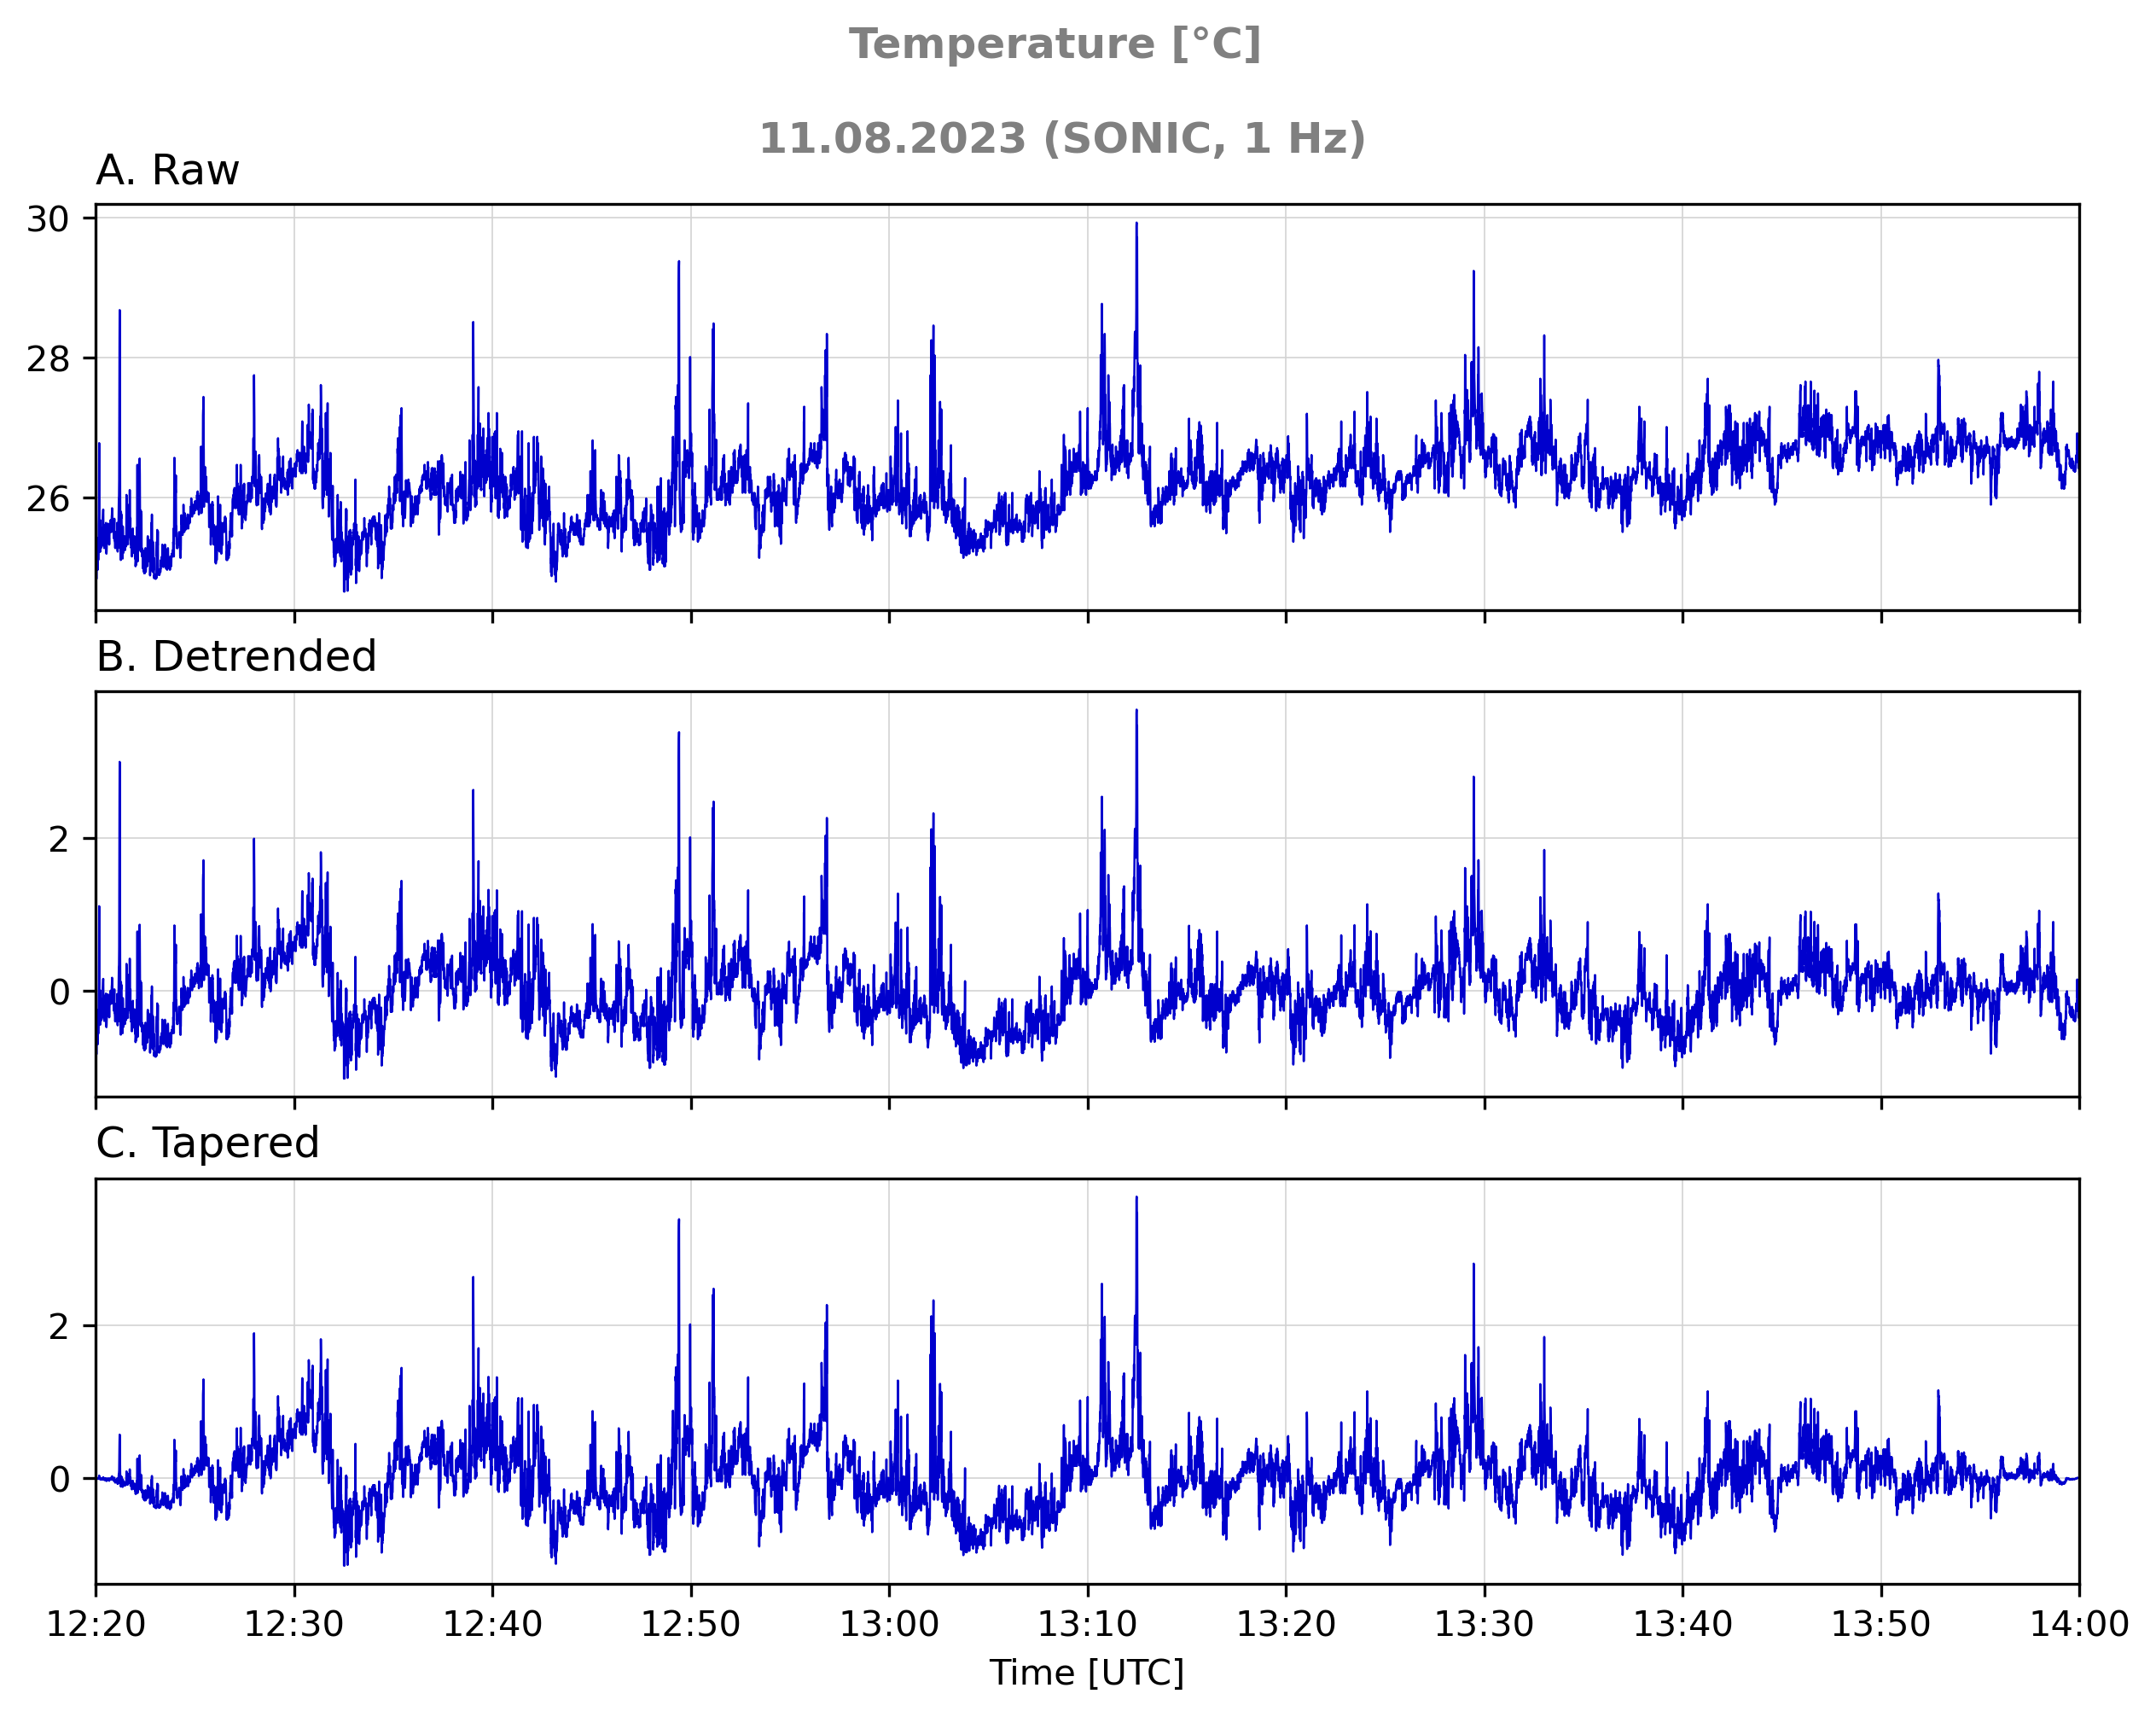 Temperature [°C]
11.08.2023 (SONIC, 1 Hz)
A. Raw
30
28
26
B. Detrended
2
0
C. Tapered
2
0
12:20 12:30 12:40 12:50 13:00 13:10 13:20 13:30 13:40 13:50 14:00
Time [UTC]